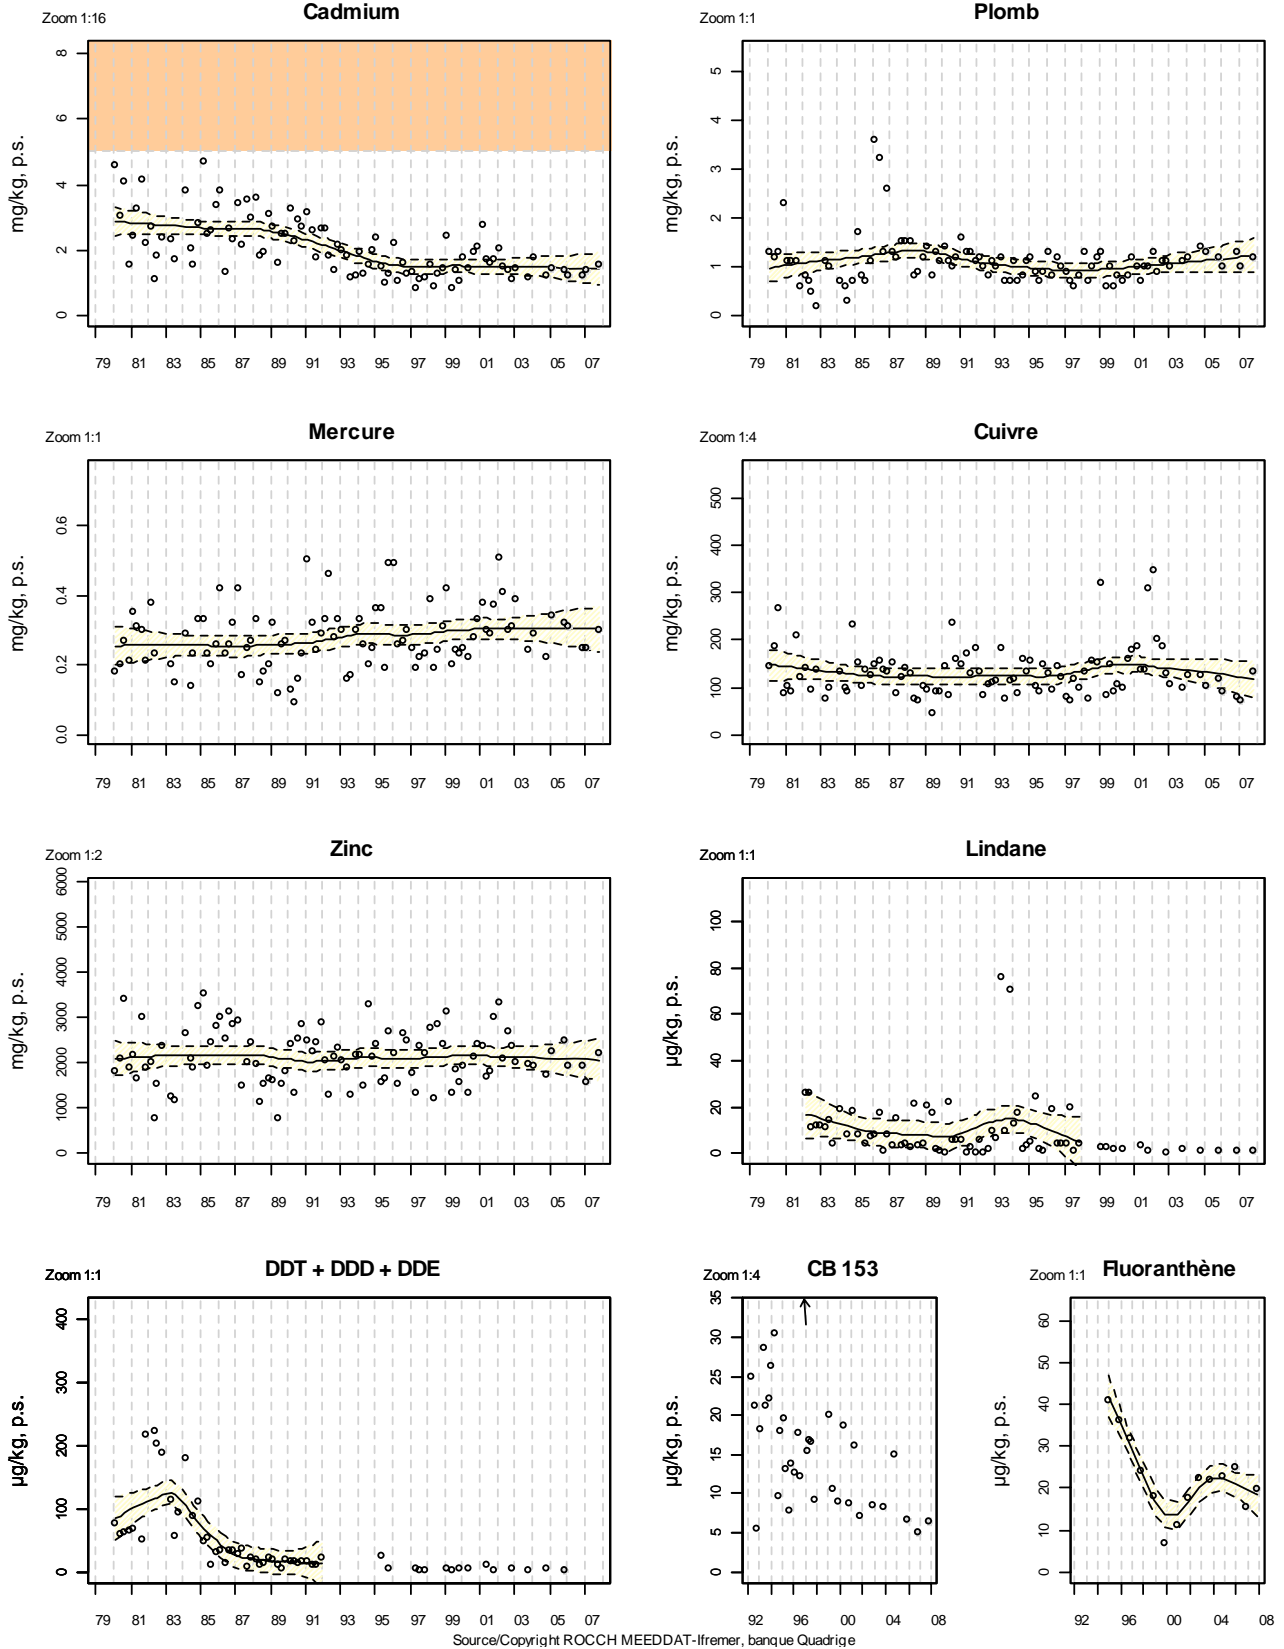 Zoom 1:16
Cadmium
mg/kg, p.s.
0 2 4 6 8
79 81 83 85 87 89 91 93 95 97 99 01 03 05 07
Zoom 1:1
Plomb
mg/kg, p.s.
0 1 2 3 4 5
79 81 83 85 87 89 91 93 95 97 99 01 03 05 07
Zoom 1:1
Mercure
mg/kg, p.s.
0.0 0.2 0.4 0.6
79 81 83 85 87 89 91 93 95 97 99 01 03 05 07
Zoom 1:4
Cuivre
mg/kg, p.s.
0 100 200 300 400 500
79 81 83 85 87 89 91 93 95 97 99 01 03 05 07
Zoom 1:2
Zinc
mg/kg, p.s.
0 1000 2000 3000 4000 5000 6000
79 81 83 85 87 89 91 93 95 97 99 01 03 05 07
Zoom 1:1
Lindane
µg/kg, p.s.
0 20 40 60 80 100
79 81 83 85 87 89 91 93 95 97 99 01 03 05 07
Zoom 1:1
DDT + DDD + DDE
µg/kg, p.s.
0 100 200 300 400
79 81 83 85 87 89 91 93 95 97 99 01 03 05 07
Zoom 1:4
CB 153
µg/kg, p.s.
0 5 10 15 20 25 30 35
92 96 00 04 08
Zoom 1:1
Fluoranthène
µg/kg, p.s.
0 10 20 30 40 50 60
92 96 00 04 08
Source/Copyright ROCCH MEEDDAT-Ifremer, banque Quadrige